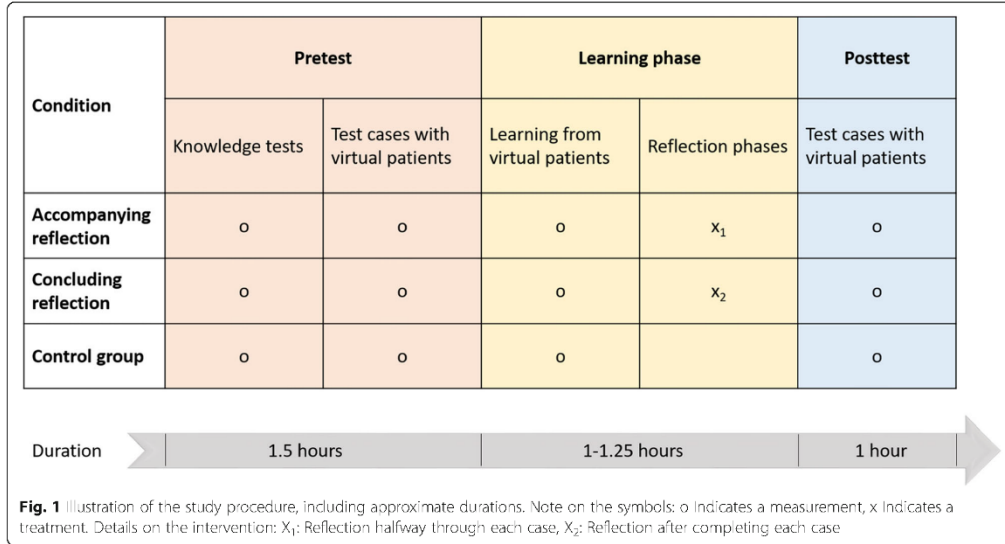 Condition
Pretest
Learning phase
Posttest
Knowledge tests
Test cases with
virtual patients
Learning from
virtual patients
Reflection phases
Test cases with
virtual patients
Accompanying
reflection
o o o x₁ o
Concluding
reflection
o o o x₂ o
Control group
o o o o
Duration 1.5 hours 1-1.25 hours 1 hour
Fig. 1 Illustration of the study procedure, including approximate durations. Note on the symbols: o Indicates a measurement, x Indicates a
treatment. Details on the intervention: X₁: Reflection halfway through each case, X₂: Reflection after completing each case